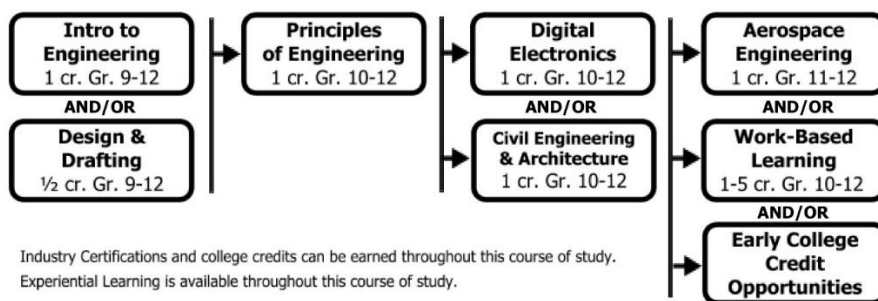 Intro to
Engineering
1 cr. Gr. 9-12
AND/OR
Design &
Drafting
½ cr. Gr. 9-12
Principles
of Engineering
1 cr. Gr. 10-12
Digital
Electronics
1 cr. Gr. 10-12
AND/OR
Civil Engineering
& Architecture
1 cr. Gr. 10-12
Aerospace
Engineering
1 cr. Gr. 11-12
AND/OR
Work-Based
Learning
1-5 cr. Gr. 10-12
AND/OR
Early College
Credit
Opportunities
Industry Certifications and college credits can be earned throughout this course of study.
Experiential Learning is available throughout this course of study.